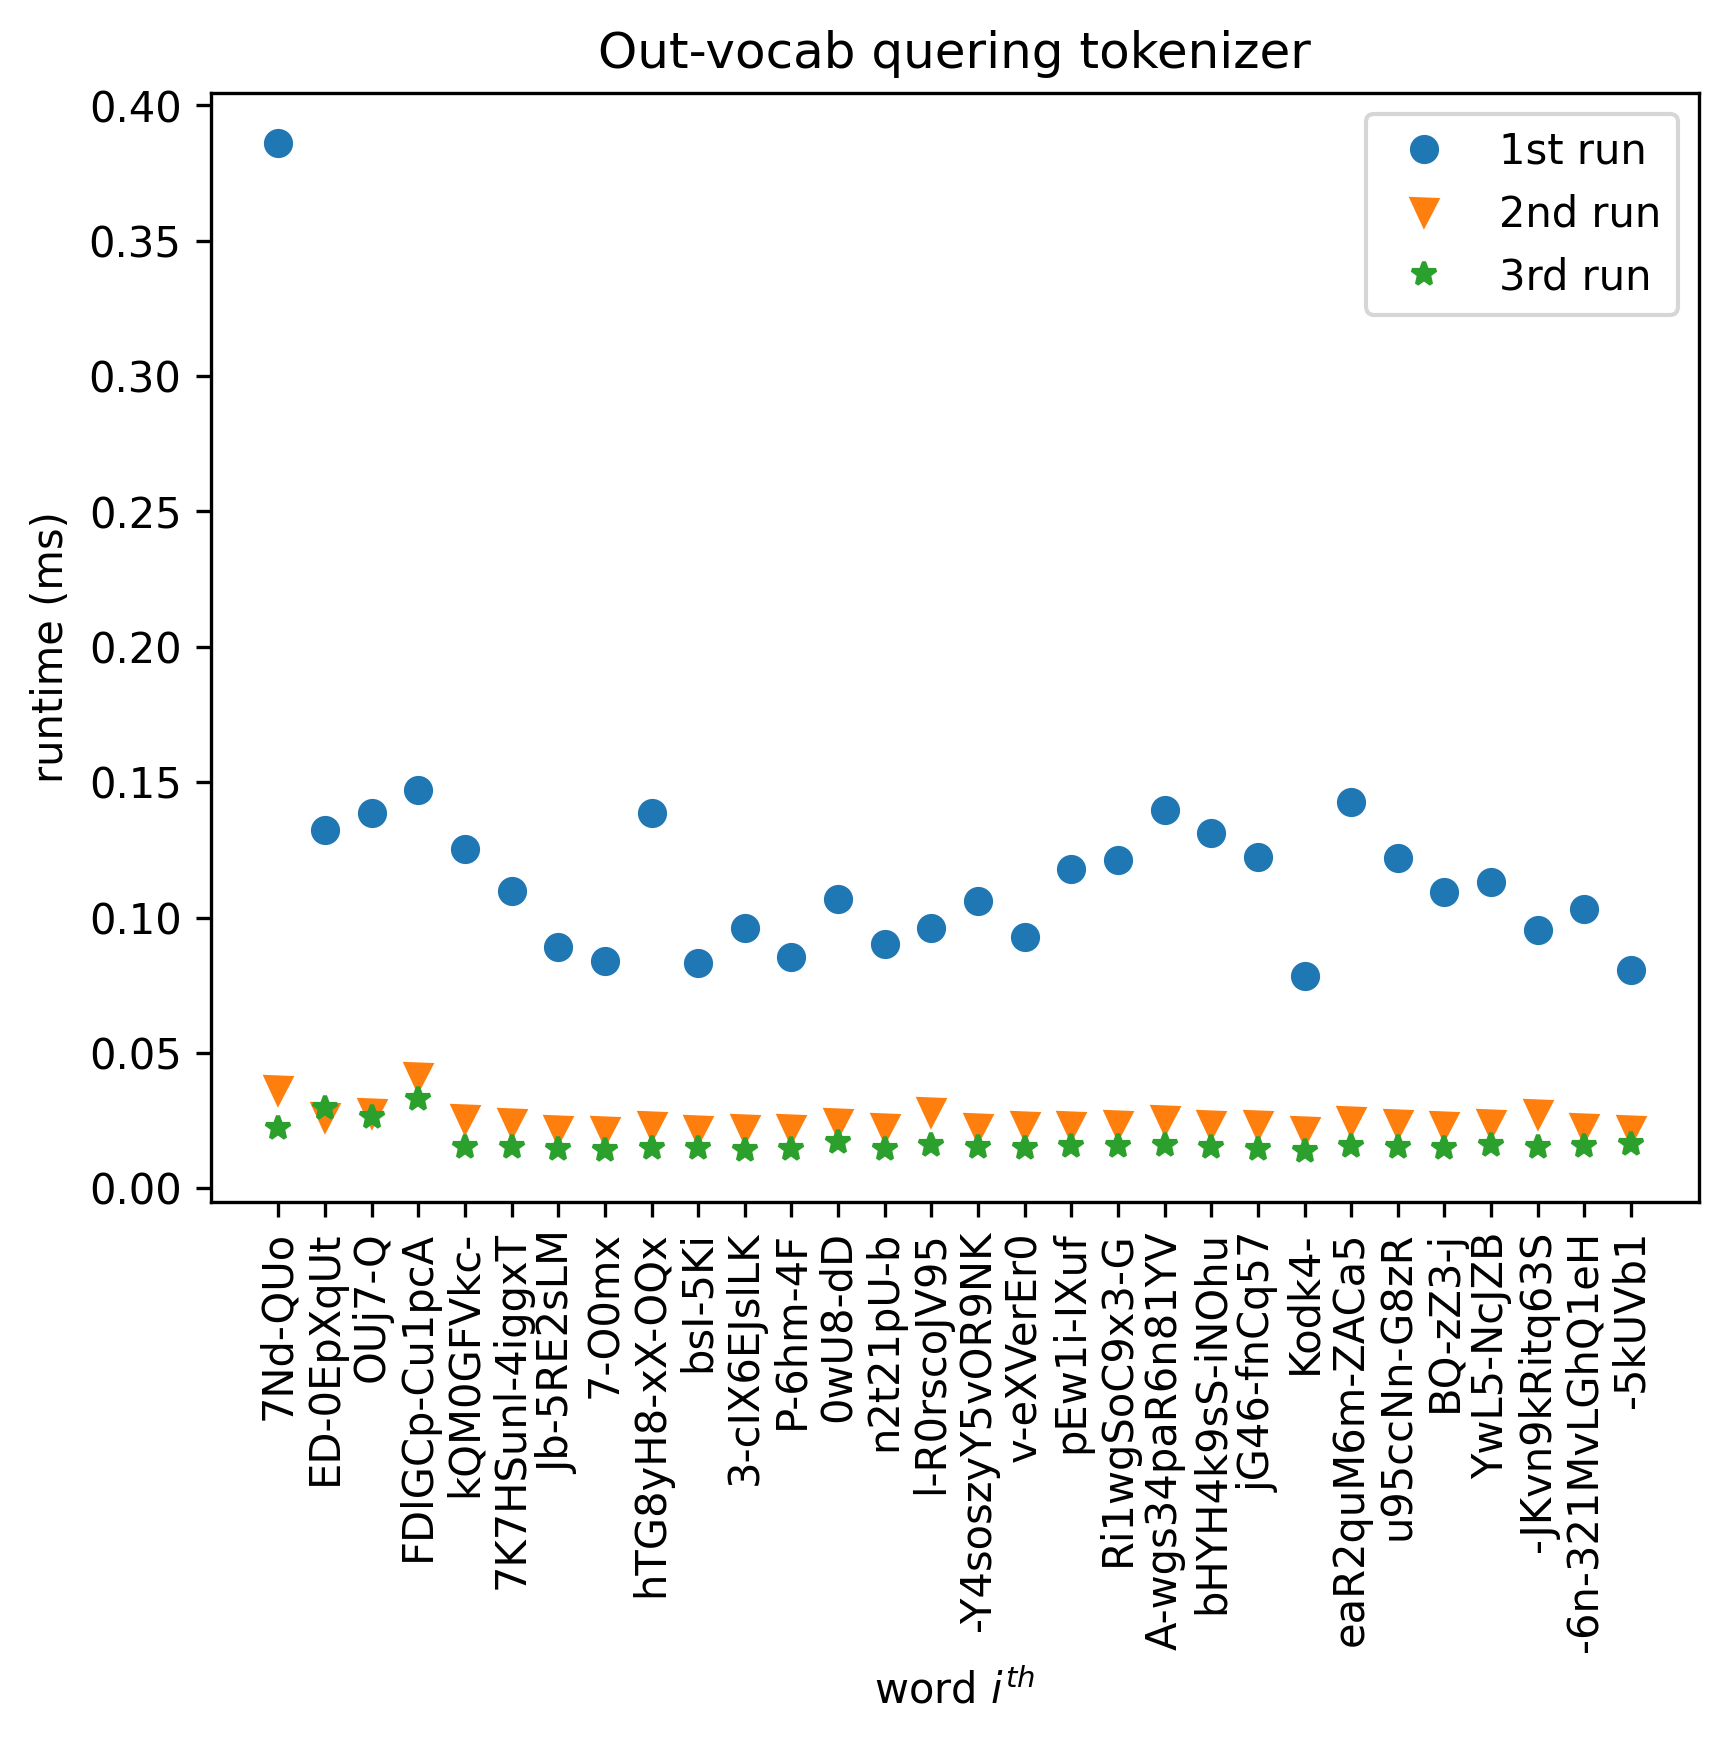 Out-vocab quering tokenizer
0.40
0.35
0.30
0.25
0.20
0.15
0.10
0.05
0.00
runtime (ms)
1st run
2nd run
3rd run
7Nd-QUo
ED-0EpXqUt
OUj7-Q
FDIGCp-Cu1pcA
kQM0GFVkc-
7K7HSunl-4iggxT
Jb-5RE2sLM
7-O0mx
hTG8yH8-xX-OQx
bsI-5Ki
3-cIX6EJslLK
P-6hm-4F
0wU8-dD
n2t21pU-b
l-R0rscoJV95
-Y4soszyY5vOR9NK
v-eXVerEr0
pEw1i-IXuf
Ri1wgSoC9x3-G
A-wgs34paR6n81YV
bHYH4k9sS-iNOhu
jG46-fnCq57
Kodk4-
eaR2quM6m-ZACa5
u95ccNn-G8zR
BQ-zZ3-j
YwL5-NcJZB
-JKvn9kRitq63S
-6n-321MvLGhQ1eH
-5kUVb1
word i^th